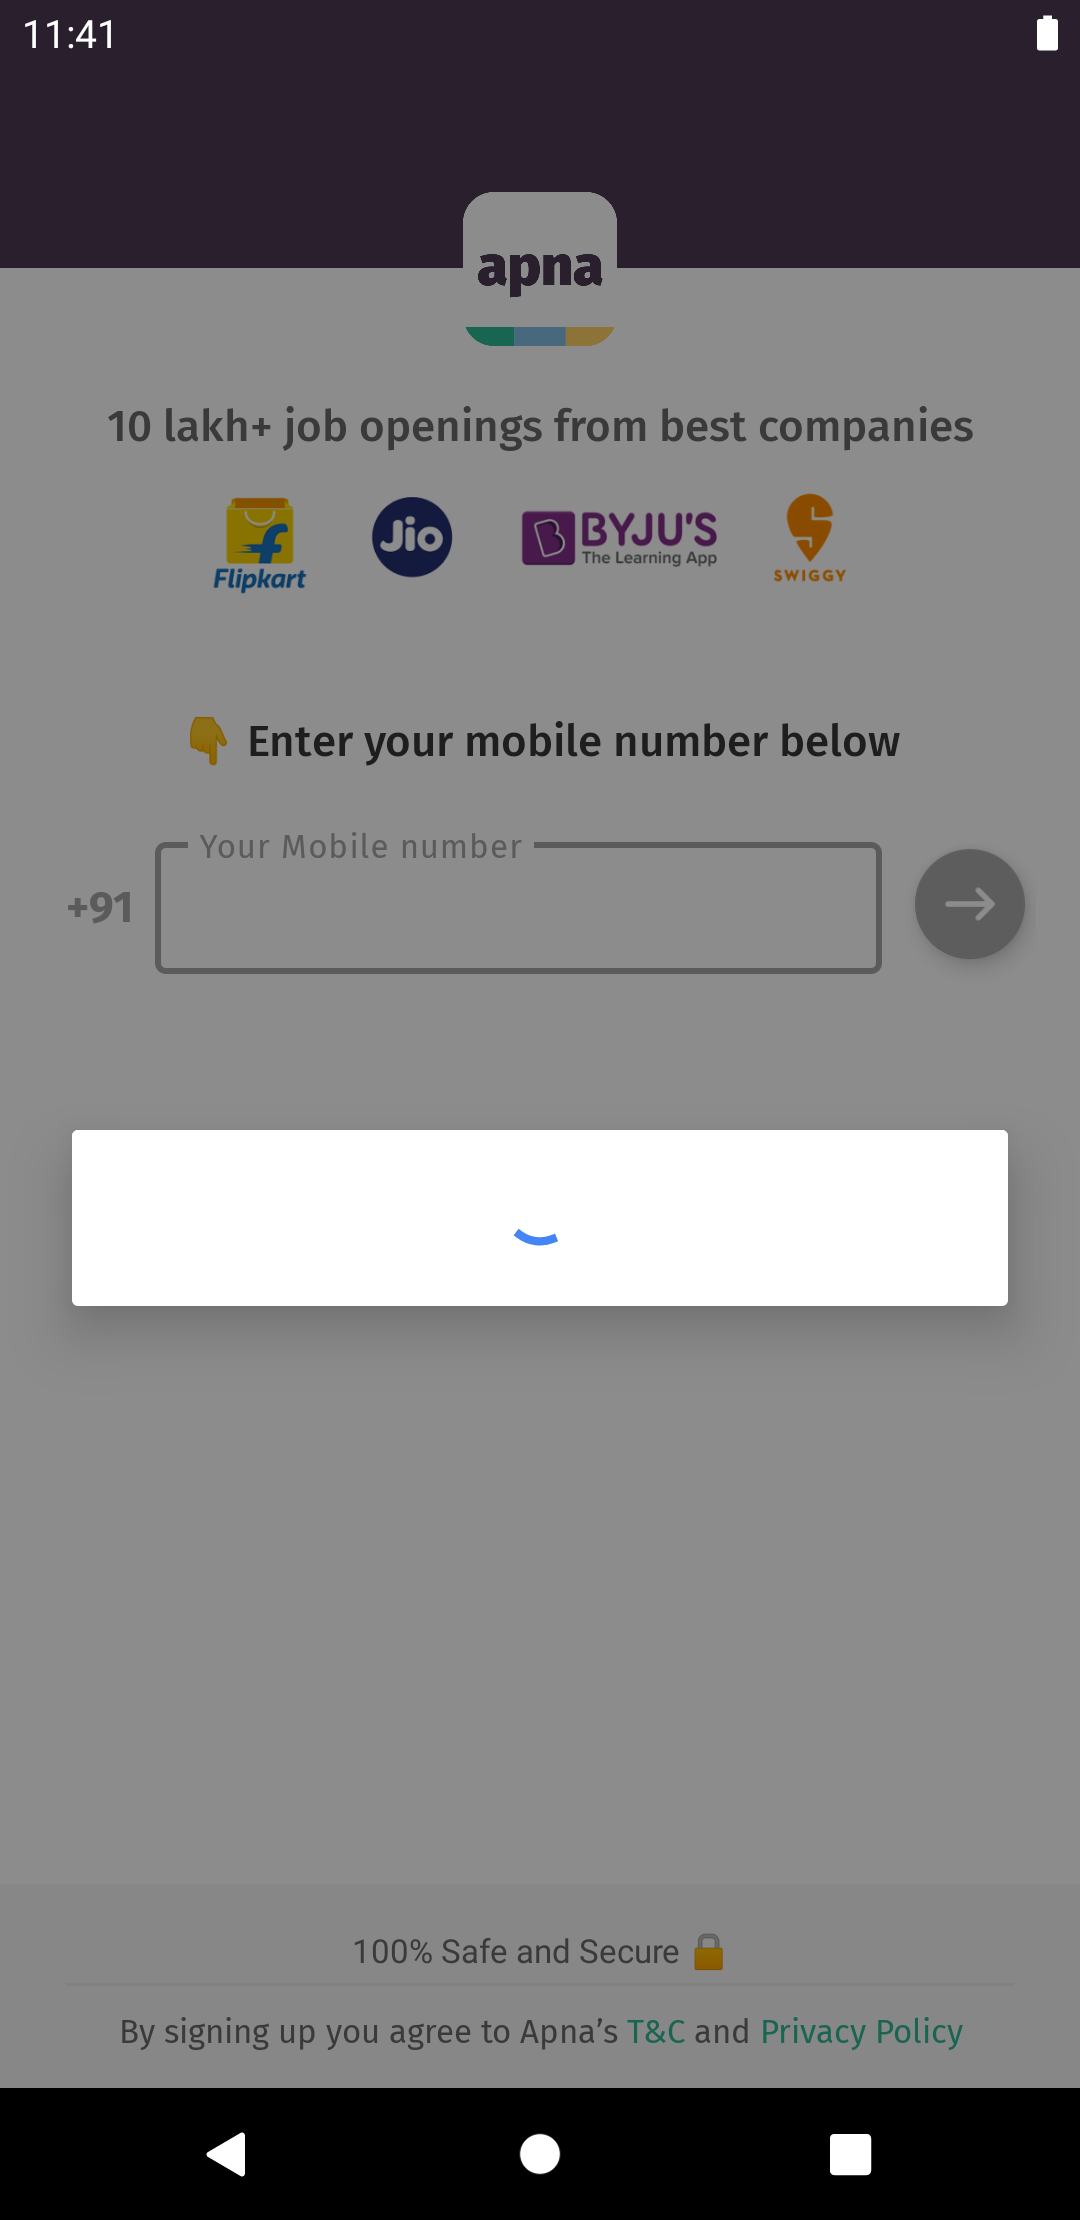 11:41
apna
10 lakh+ job openings from best companies
Flipkart
Jio
BYJU'S
The Learning App
SWIGGY
👇 Enter your mobile number below
Your Mobile number
+91
100% Safe and Secure 🔒
By signing up you agree to Apna’s T&C and Privacy Policy